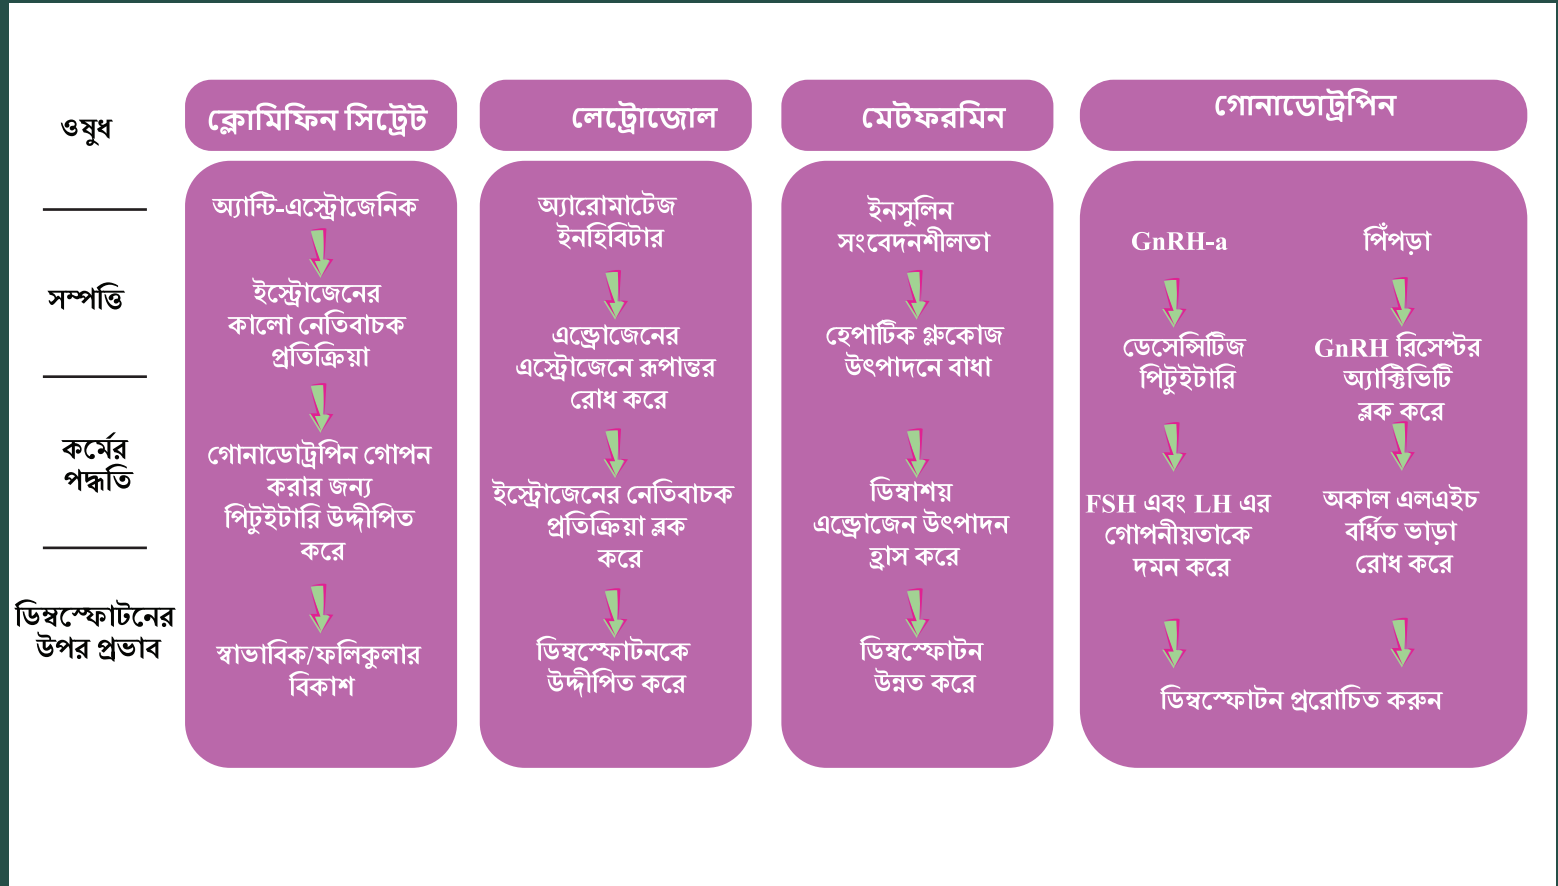 ওষুধ
সম্পত্তি
কর্মের
পদ্ধতি
ডিম্বস্ফোটনের
উপর প্রভাব
ক্লোমিফিন সিট্রেট
অ্যান্টি-এস্ট্রোজেনিক
ইস্ট্রোজেনের
কালো নেতিবাচক
প্রতিক্রিয়া
গোনাডোট্রপিন গোপন
করার জন্য
পিটুইটারি উদ্দীপিত
করে
স্বাভাবিক/ফলিকুলার
বিকাশ
লেট্রোজোল
অ্যারোমাটেজ
ইনহিবিটার
এন্ড্রোজেনের
এস্ট্রোজেনে রূপান্তর
রোধ করে
ইস্ট্রোজেনের নেতিবাচক
প্রতিক্রিয়া ব্লক
করে
ডিম্বস্ফোটনকে
উদ্দীপিত করে
মেটফরমিন
ইনসুলিন
সংবেদনশীলতা
হেপাটিক গ্লুকোজ
উৎপাদনে বাধা
ডিম্বাশয়
এন্ড্রোজেন উৎপাদন
হ্রাস করে
ডিম্বস্ফোটন
উন্নত করে
গোনাডোট্রপিন
GnRH-a
ডেসেন্সিটিজ
পিটুইটারি
FSH এবং LH এর
গোপনীয়তাকে
দমন করে
পিঁপড়া
GnRH রিসেপ্টর
অ্যাক্টিভিটি
ব্লক করে
অকাল এলএইচ
বর্ধিত ভাড়া
রোধ করে
ডিম্বস্ফোটন প্ররোচিত করুন